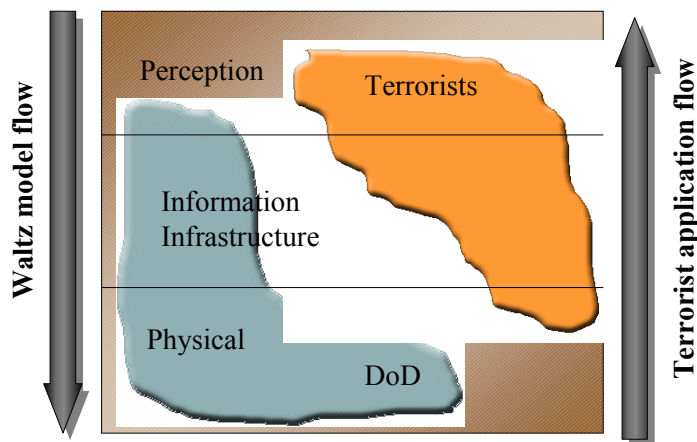 Waltz model flow
Perception
Terrorists
Information
Infrastructure
Physical
DoD
Terrorist application flow